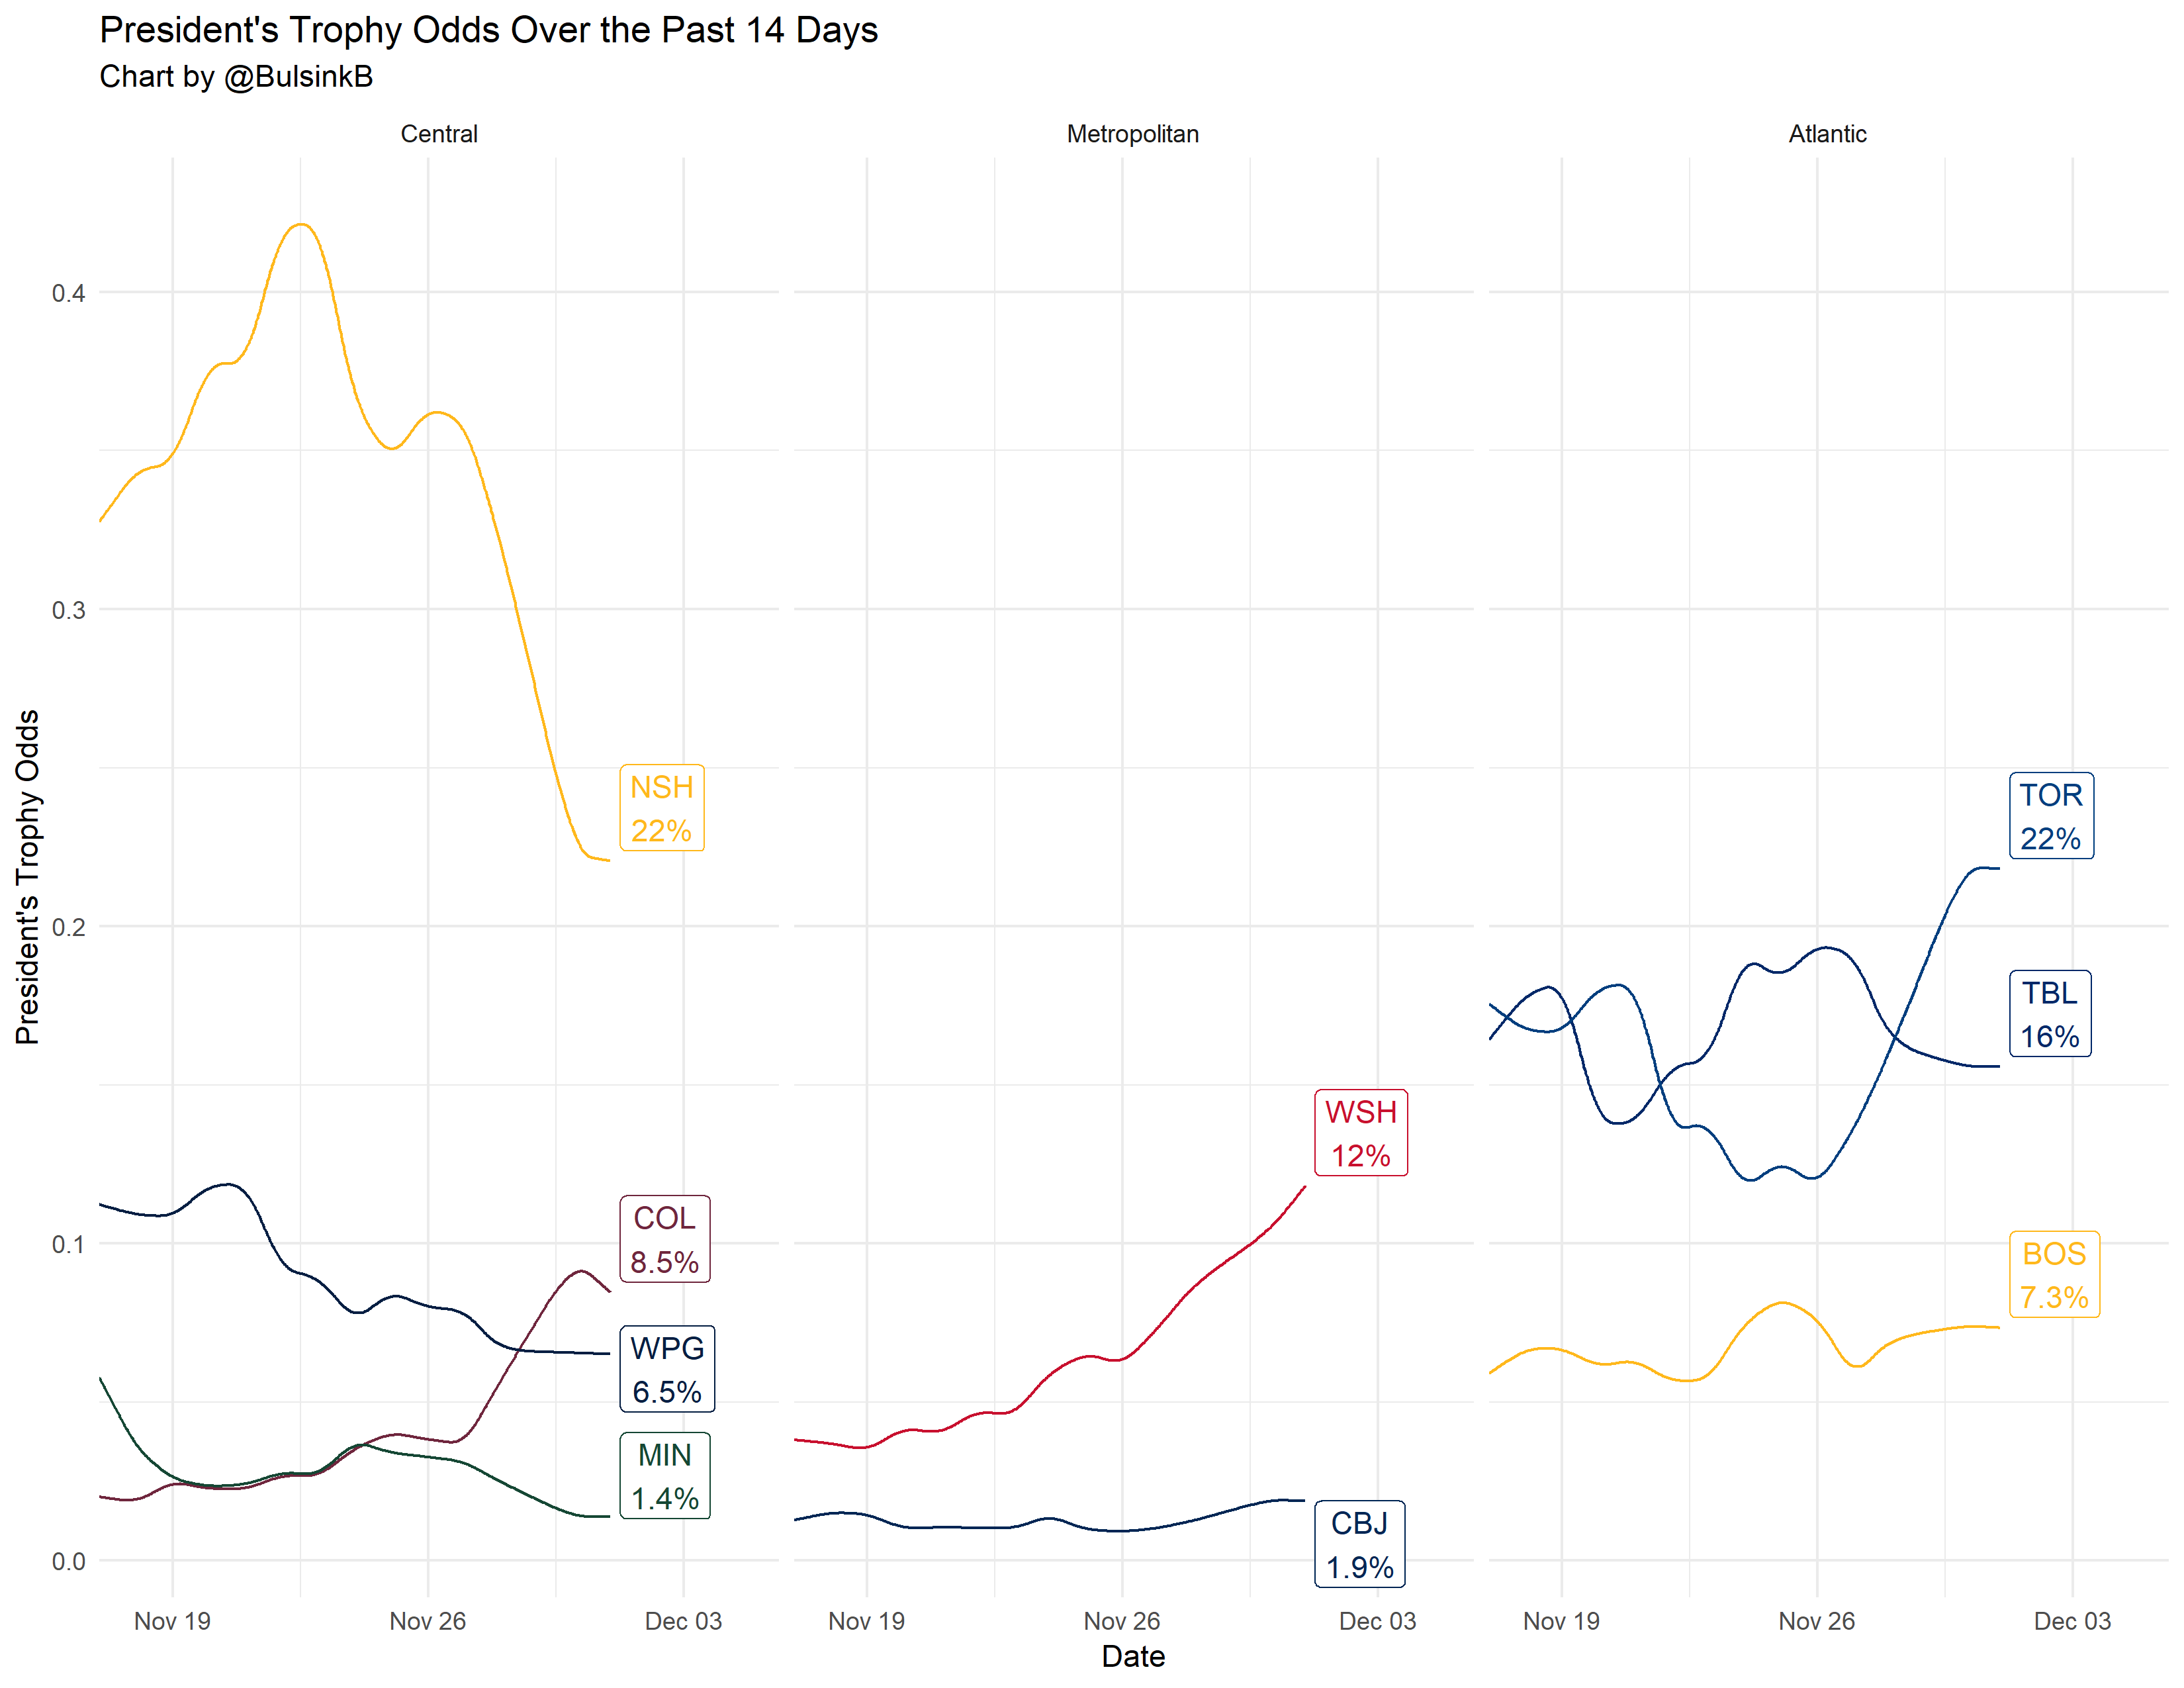 President's Trophy Odds Over the Past 14 Days
Chart by @BulsinkB
Central
Metropolitan
Atlantic
President's Trophy Odds
0.4
0.3
0.2
0.1
0.0
NSH
22%
COL
8.5%
WPG
6.5%
MIN
1.4%
WSH
12%
CBJ
1.9%
TOR
22%
TBL
16%
BOS
7.3%
Nov 19
Nov 26
Dec 03
Nov 19
Nov 26
Dec 03
Nov 19
Nov 26
Dec 03
Date